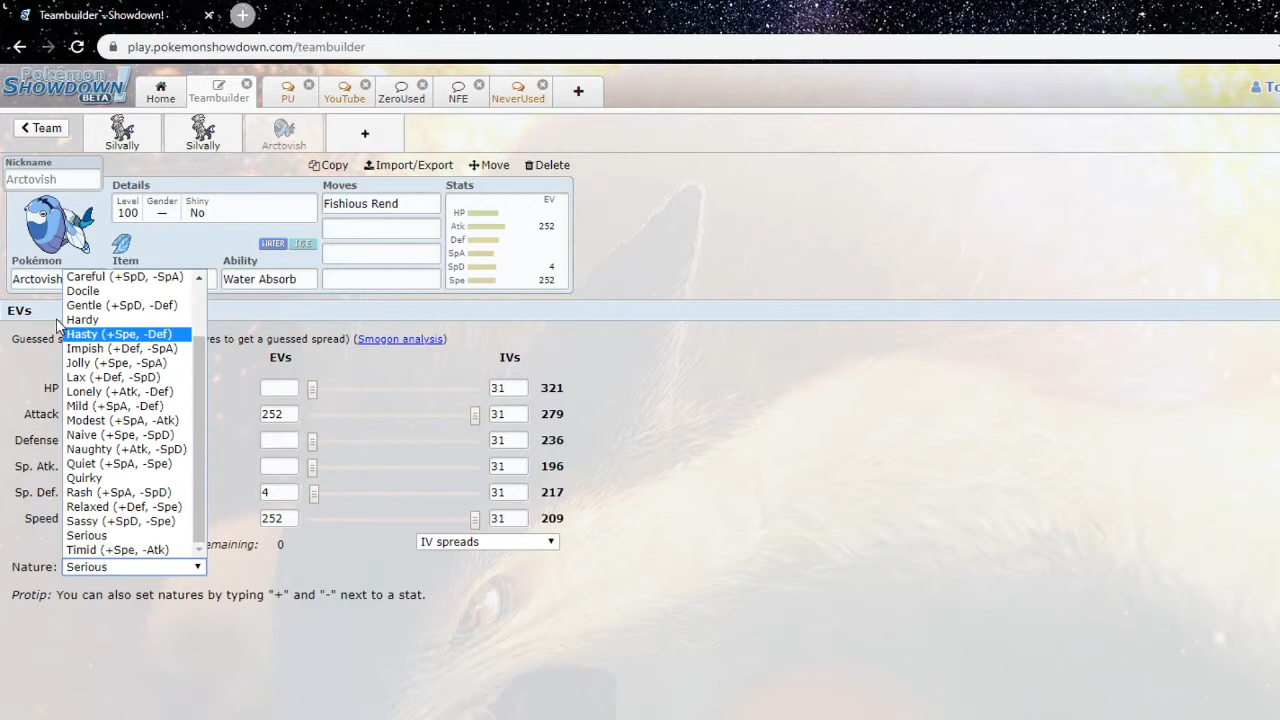 Teambuilder - Showdown!
play.pokemonshowdown.com/teambuilder
Pokémon
SHOWDOWN!
BETA
Home
Teambuilder
PU
YouTube
ZeroUsed
NFE
NeverUsed
+
To
< Team
Silvally
Silvally
Arctovish
+
Nickname
Arctovish
Copy
Import/Export
Move
Delete
Details
Level
100
Gender
—
Shiny
No
WATER ICE
Pokémon
Arctovish
Item
Ability
Water Absorb
Moves
Fishious Rend
Stats
EV
HP
Atk 252
Def
SpA
SpD 4
Spe 252
EVs
Guessed s
ves to get a guessed spread) (Smogon analysis)
EVs IVs
HP 31 321
Attack 252 31 279
Defense 31 236
Sp. Atk. 31 196
Sp. Def. 4 31 217
Speed 252 31 209
emaining: 0
IV spreads
Careful (+SpD, -SpA)
Docile
Gentle (+SpD, -Def)
Hardy
Hasty (+Spe, -Def)
Impish (+Def, -SpA)
Jolly (+Spe, -SpA)
Lax (+Def, -SpD)
Lonely (+Atk, -Def)
Mild (+SpA, -Def)
Modest (+SpA, -Atk)
Naive (+Spe, -SpD)
Naughty (+Atk, -SpD)
Quiet (+SpA, -Spe)
Quirky
Rash (+SpA, -SpD)
Relaxed (+Def, -Spe)
Sassy (+SpD, -Spe)
Serious
Timid (+Spe, -Atk)
Nature: Serious
Protip: You can also set natures by typing "+" and "-" next to a stat.